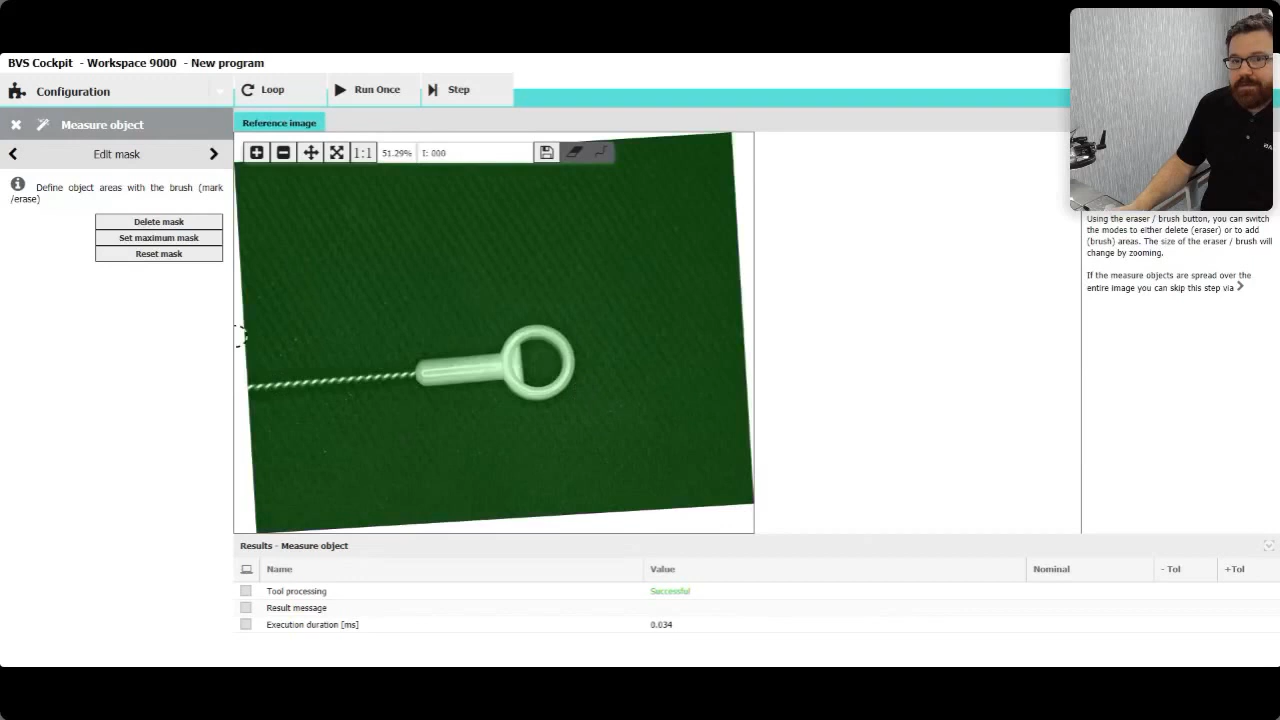 BVS Cockpit - Workspace 9000 - New program
Configuration
Loop
Run Once
Step
Measure object
Reference image
Edit mask
1:1
51.29%
I: 000
Define object areas with the brush (mark
/erase)
Delete mask
Set maximum mask
Reset mask
Using the eraser / brush button, you can switch
the modes to either delete (eraser) or to add
(brush) areas. The size of the eraser / brush will
change by zooming.
If the measure objects are spread over the
entire image you can skip this step via
Results - Measure object
Name
Value
Nominal
- Tol
+Tol
Tool processing
Successful
Result message
Execution duration [ms]
0.034